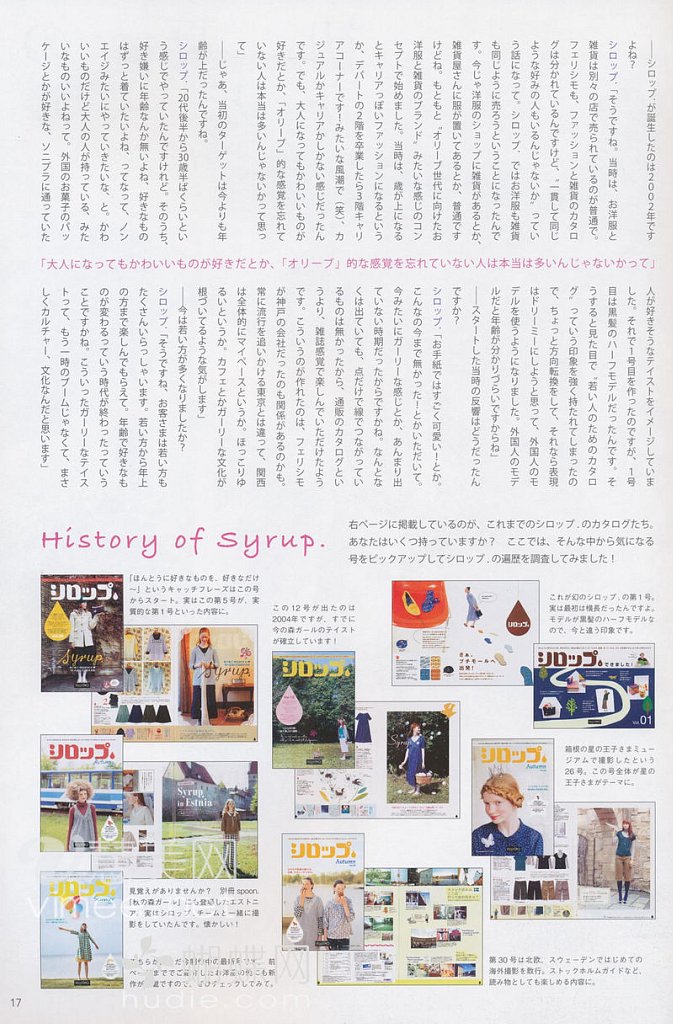 ——シロップ.が誕生したのは2002年です
よね?
シロップ.「そうですね。当時は、お洋服と
雑貨は別々の店で売られているのが普通で。
フェリシモも、ファッションと雑貨のカタロ
グは分かれているんですけど、一貫して同じ
ような好みの人もいるんじゃないか〟ってい
う話になって。シロップ.ではお洋服も雑貨
も同じように売ろうということになったんで
す。今じゃ洋服のショップに雑貨があるとか、
雑貨屋さんに服が置いてあるとか、普通です
けどね。もともと〝オリーブ世代に向けたお
洋服と雑貨のブランド〟みたいな感じのコン
セプトで始めました。当時は、歳が上になる
とキャリアっぽいファッションになるという
か、デパートの2階を卒業したら3階キャリ
アコーナーです!みたいな風潮で(笑)、カ
ジュアルかキャリアかしかない感じだったん
です。でも、大人になってもかわいいものが
好きだとか、「オリーブ」的な感覚を忘れて
いない人は本当は多いんじゃないかって思っ
て」
——じゃあ、当初のターゲットは今よりも年
齢が上だったんですね。
シロップ.「20代後半から30歳半ばくらいとい
う感じでやっていたんですけれど。そのうち、
好き嫌いに年齢なんか無いよね、好きなもの
はずっと着ていたいよね、ってなって、ノン
エイジみたいにやっていきたいな、と。かわ
いいものだけど大人の人が持っている、みた
いなものいいよねって。外国のお菓子のパッ
ケージとかが好きな、ソニプラに通っていた
「大人になってもかわいいものが好きだとか、「オリーブ」的な感覚を忘れていない人は本当は多いんじゃないかって」
人が好きそうなテイストをイメージしていま
した。それで1号目を作ったのですが、1号
目は黒髪のハーフモデルだったんです。そ
うすると見た目で〝若い人のためのカタロ
グ〟っていう印象を強く持たれてしまったの
で、ちょっと方向転換をして、それなら表現
はドリーミーにしようと思って、外国人のモ
デルを使うようになりました。外国人のモデ
ルだと年齢が分かりづらいですからね」
——スタートした当時の反響はどうだったん
ですか?
シロップ.「お手紙ではすごく可愛い!とか。
こんなの今まで無かった!とかいただいて。
今みたいにガーリーな感じとか、あんまり出
ていない時期だったからですかね。なんとな
くは出ていても、点だけで線でつながってい
るものは無かったから、通販のカタログとい
うより、雑誌感覚で楽しんでいただけたよう
です。こういうのが作れたのは、フェリシモ
が神戸の会社だったのも関係があるのかも。
常に流行を追いかける東京とは違って、関西
は全体的にマイペースというか。ほっこりゆ
るいというか。カフェとかガーリーな文化が
根づいてるような気がします」
——今は若い方が多くなりましたか?
シロップ.「そうですね、お客さまは若い方も
たくさんいらっしゃいます。若い方から年上
の方まで楽しんでもらえて、年齢で好きなも
のが変わるっていう時代が終わったっていう
ことですかね。こういったガーリーなテイス
トって、もう一時のブームじゃなくて、まさ
しくカルチャー、文化なんだと思います」
History of Syrup.
右ページに掲載しているのが、これまでのシロップ.のカタログたち。
あなたはいくつ持っていますか? ここでは、そんな中から気になる
号をピックアップしてシロップ.の遍歴を調査してみました!
シロップ.
Syrup.
「ほんとうに好きなものを、好きなだけ
〜」というキャッチフレーズはこの号
からスタート。実はこの第5号が、実
質的な第1号といった内容に。
この12号が出たのは
2004年ですが、すでに
今の森ガールのテイスト
が確立しています!
シロップ.
さぁ、
プチモールへ
出発!
これが幻のシロップ.の第1号。
実は最初は横長だったんですよ。
モデルが黒髪のハーフモデルな
ので、今と違う印象です。
シロップ.
できました!
Vol.01
シロップ.
Autumn
Syrup
in Estnia
見覚えがありませんか? 別冊spoon.
「秋の森ガール」にも登場したエストニ
ア。実はシロップ.チームと一緒に撮
影をしていたんです。懐かしい!
シロップ.
Autumn
箱根の星の王子さまミュー
ジアムで撮影したという
26号。この号全体が星の
王子さまがテーマに。
シロップ.
シロップ.
Autumn
第30号は北欧、スウェーデンではじめての
海外撮影を敢行。ストックホルムガイドなど、
読み物としても楽しめる内容に。
17
hudie.com